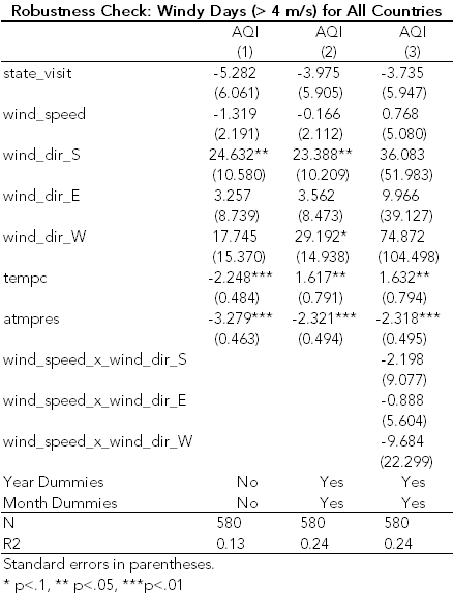 Robustness Check: Windy Days (> 4 m/s) for All Countries
AQI AQI AQI
(1) (2) (3)
state_visit -5.282 -3.975 -3.735
(6.061) (5.905) (5.947)
wind_speed -1.319 -0.166 0.768
(2.191) (2.112) (5.080)
wind_dir_S 24.632** 23.388** 36.083
(10.580) (10.209) (51.983)
wind_dir_E 3.257 3.562 9.966
(8.739) (8.473) (39.127)
wind_dir_W 17.745 29.192* 74.872
(15.370) (14.938) (104.498)
tempc -2.248*** 1.617** 1.632**
(0.484) (0.791) (0.794)
atmpres -3.279*** -2.321*** -2.318***
(0.463) (0.494) (0.495)
wind_speed_x_wind_dir_S -2.198
(9.077)
wind_speed_x_wind_dir_E -0.888
(5.604)
wind_speed_x_wind_dir_W -9.684
(22.299)
Year Dummies No Yes Yes
Month Dummies No Yes Yes
N 580 580 580
R2 0.13 0.24 0.24
Standard errors in parentheses.
* p<.1, ** p<.05, ***p<.01